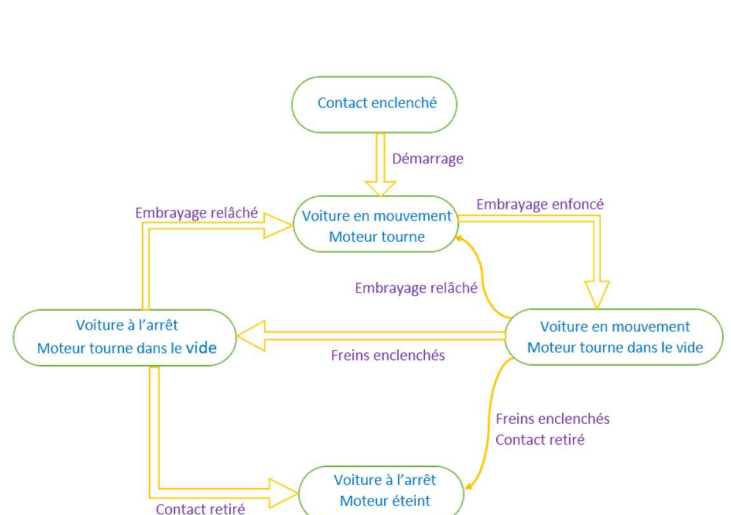 Contact enclenché
Démarrage
Embrayage relâché
Voiture en mouvement
Moteur tourne
Embrayage enfoncé
Embrayage relâché
Voiture à l'arrêt
Moteur tourne dans le vide
Freins enclenchés
Voiture en mouvement
Moteur tourne dans le vide
Freins enclenchés
Contact retiré
Voiture à l'arrêt
Moteur éteint
Contact retiré